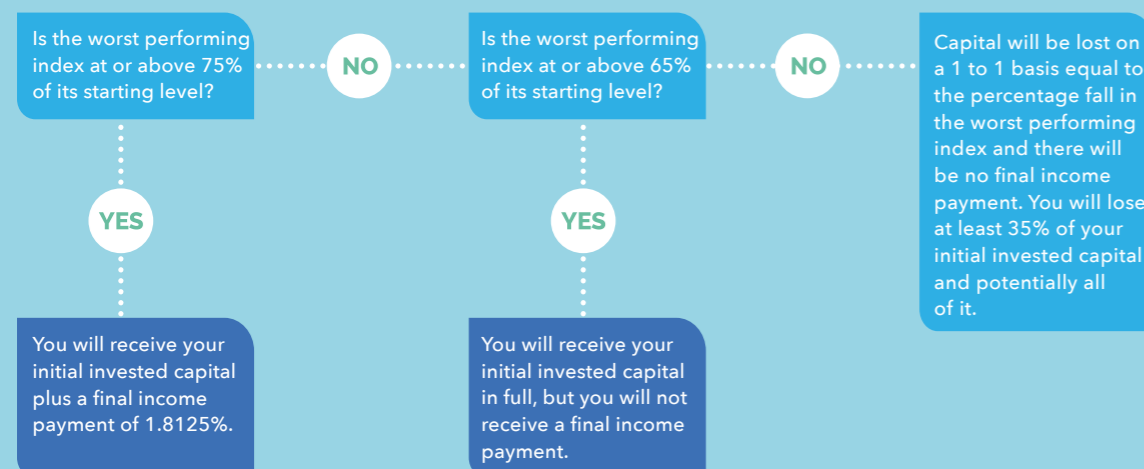 Is the worst performing
index at or above 75%
of its starting level?
NO
Is the worst performing
index at or above 65%
of its starting level?
NO
Capital will be lost on
a 1 to 1 basis equal to
the percentage fall in
the worst performing
index and there will
be no final income
payment. You will lose
at least 35% of your
initial invested capital
and potentially all
of it.
YES
YES
You will receive your
initial invested capital
plus a final income
payment of 1.8125%.
You will receive your
initial invested capital
in full, but you will not
receive a final income
payment.